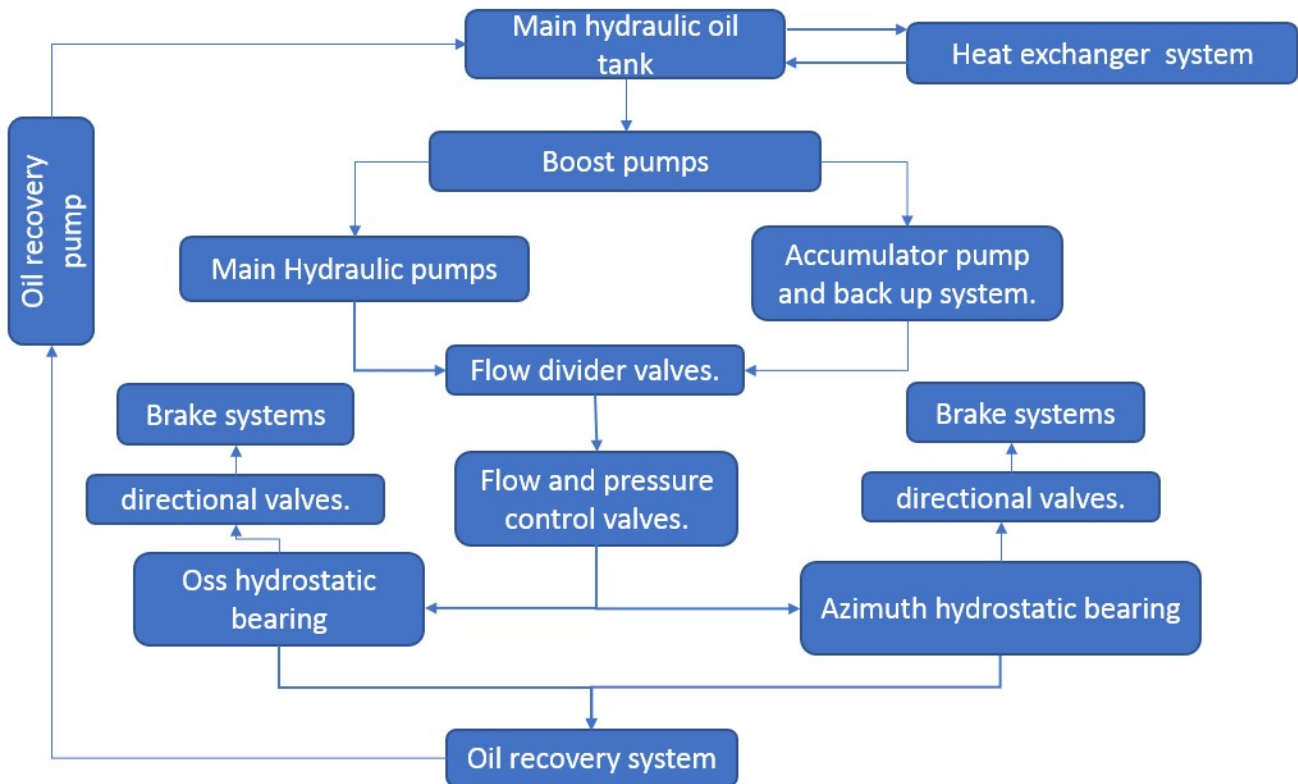 Main hydraulic oil
tank
Heat exchanger  system
Oil recovery
pump
Boost pumps
Main Hydraulic pumps
Accumulator pump
and back up system.
Flow divider valves.
Brake systems
Brake systems
directional valves.
Flow and pressure
control valves.
directional valves.
Oss hydrostatic
bearing
Azimuth hydrostatic bearing
Oil recovery system